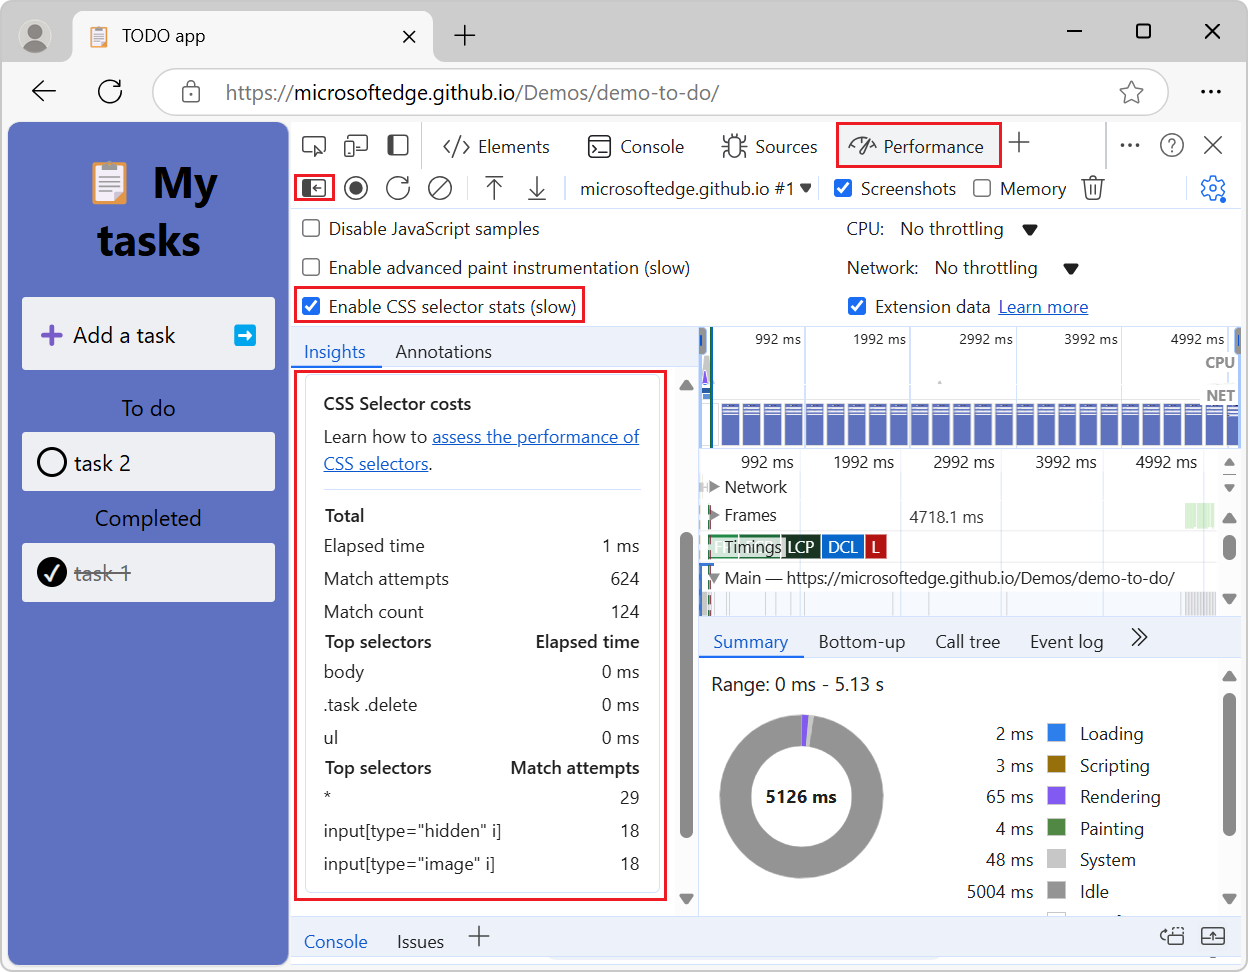 TODO app
https://microsoftedge.github.io/Demos/demo-to-do/
My
tasks
Add a task
To do
task 2
Completed
task 1
Elements
Console
Sources
Performance
microsoftedge.github.io #1
Screenshots
Memory
Disable JavaScript samples
CPU: No throttling
Enable advanced paint instrumentation (slow)
Network: No throttling
Enable CSS selector stats (slow)
Extension data Learn more
Insights
Annotations
CSS Selector costs
Learn how to assess the performance of
CSS selectors.
Total
Elapsed time 1 ms
Match attempts 624
Match count 124
Top selectors Elapsed time
body 0 ms
.task .delete 0 ms
ul 0 ms
Top selectors Match attempts
* 29
input[type="hidden" i] 18
input[type="image" i] 18
992 ms 1992 ms 2992 ms 3992 ms 4992 ms
CPU
NET
992 ms 1992 ms 2992 ms 3992 ms 4992 ms
Network
Frames 4718.1 ms
Timings LCP DCL L
Main — https://microsoftedge.github.io/Demos/demo-to-do/
Summary Bottom-up Call tree Event log
Range: 0 ms - 5.13 s
5126 ms
2 ms Loading
3 ms Scripting
65 ms Rendering
4 ms Painting
48 ms System
5004 ms Idle
Console Issues